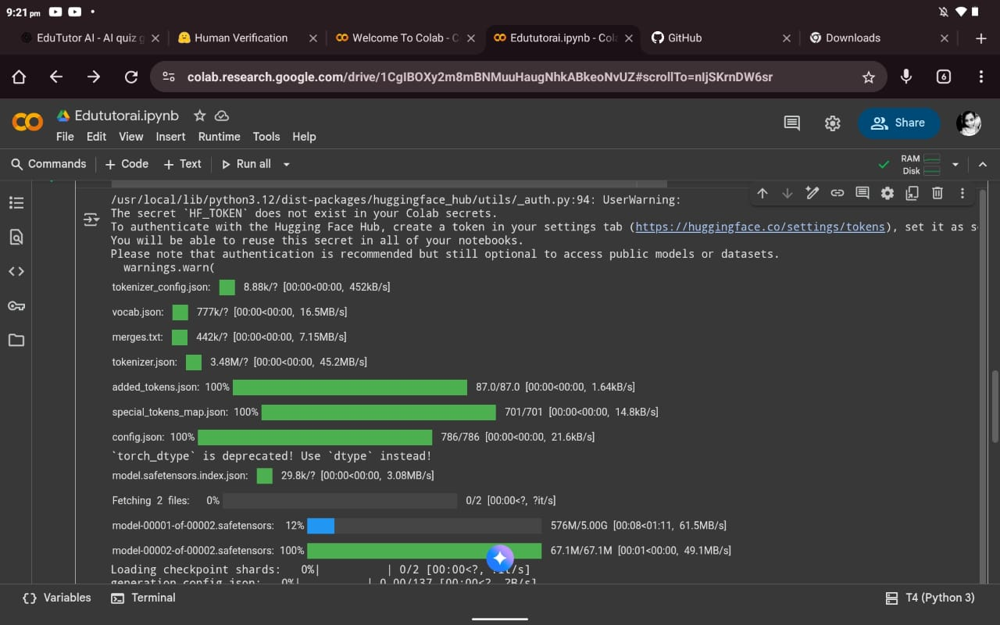 9:21 pm
EduTutor AI - AI quiz g
Human Verification
Welcome To Colab - C
Edututorai.ipynb - Cola
GitHub
Downloads
colab.research.google.com/drive/1CgIBOXy2m8mBNMuuHaugNhkABkeoNvUZ#scrollTo=nIjSKrnDW6sr
6
Edututorai.ipynb
Share
File Edit View Insert Runtime Tools Help
Commands + Code + Text Run all
RAM
Disk
/usr/local/lib/python3.12/dist-packages/huggingface_hub/utils/_auth.py:94: UserWarning:
The secret `HF_TOKEN` does not exist in your Colab secrets.
To authenticate with the Hugging Face Hub, create a token in your settings tab (https://huggingface.co/settings/tokens), set it as s
You will be able to reuse this secret in all of your notebooks.
Please note that authentication is recommended but still optional to access public models or datasets.
warnings.warn(
tokenizer_config.json: 8.88k/? [00:00<00:00, 452kB/s]
vocab.json: 777k/? [00:00<00:00, 16.5MB/s]
merges.txt: 442k/? [00:00<00:00, 7.15MB/s]
tokenizer.json: 3.48M/? [00:00<00:00, 45.2MB/s]
added_tokens.json: 100% 87.0/87.0 [00:00<00:00, 1.64kB/s]
special_tokens_map.json: 100% 701/701 [00:00<00:00, 14.8kB/s]
config.json: 100% 786/786 [00:00<00:00, 21.6kB/s]
`torch_dtype` is deprecated! Use `dtype` instead!
model.safetensors.index.json: 29.8k/? [00:00<00:00, 3.08MB/s]
Fetching 2 files: 0% 0/2 [00:00<?, ?it/s]
model-00001-of-00002.safetensors: 12% 576M/5.00G [00:08<01:11, 61.5MB/s]
model-00002-of-00002.safetensors: 100% 67.1M/67.1M [00:01<00:00, 49.1MB/s]
Loading checkpoint shards: 0%| | 0/2 [00:00<?, ?it/s]
generation_config.json: 0%| | 0.00/137 [00:00<?, ?B/s]
Variables
Terminal
T4 (Python 3)